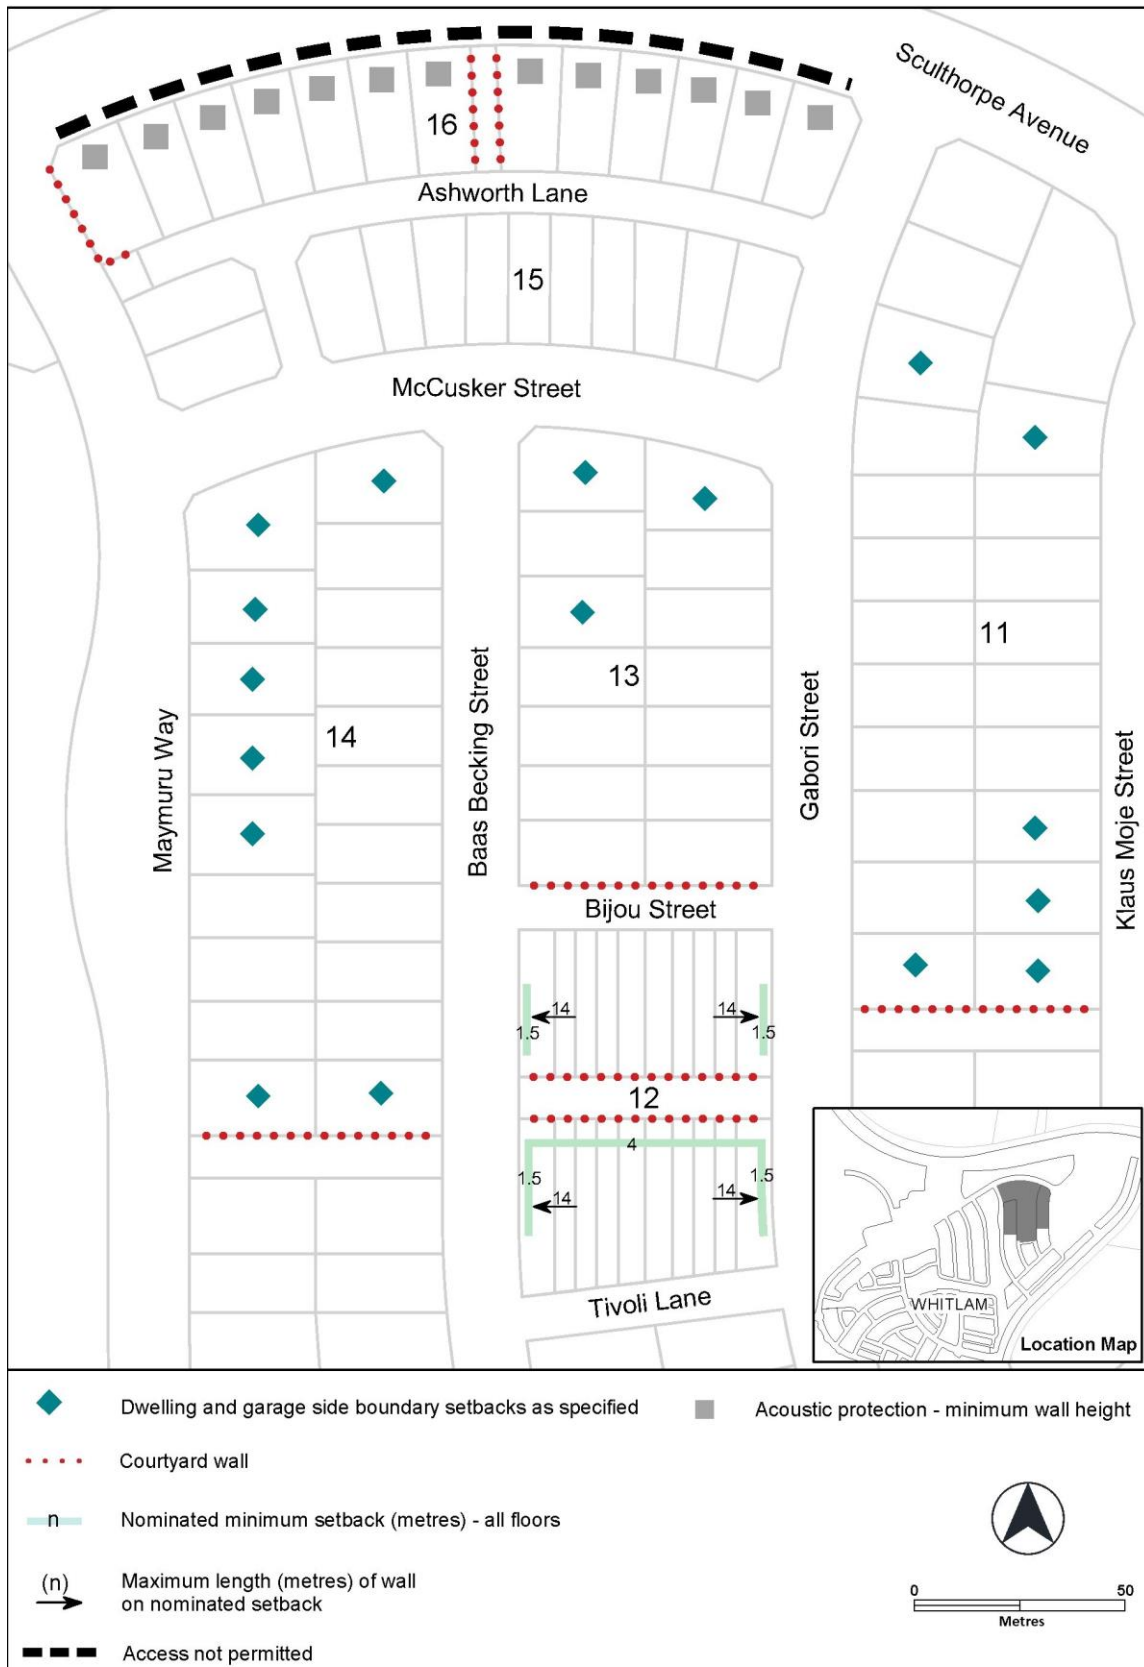 Sculthorpe Avenue
16
Ashworth Lane
15
McCusker Street
11
13
14
Maymuru Way
Baas Becking Street
Gabori Street
Klaus Moje Street
Bijou Street
14
14
1.5
1.5
12
4
1.5
1.5
14
14
Tivoli Lane
WHITLAM
Location Map
Dwelling and garage side boundary setbacks as specified
Acoustic protection - minimum wall height
Courtyard wall
n
Nominated minimum setback (metres) - all floors
(n)
Maximum length (metres) of wall
on nominated setback
0
50
Metres
Access not permitted